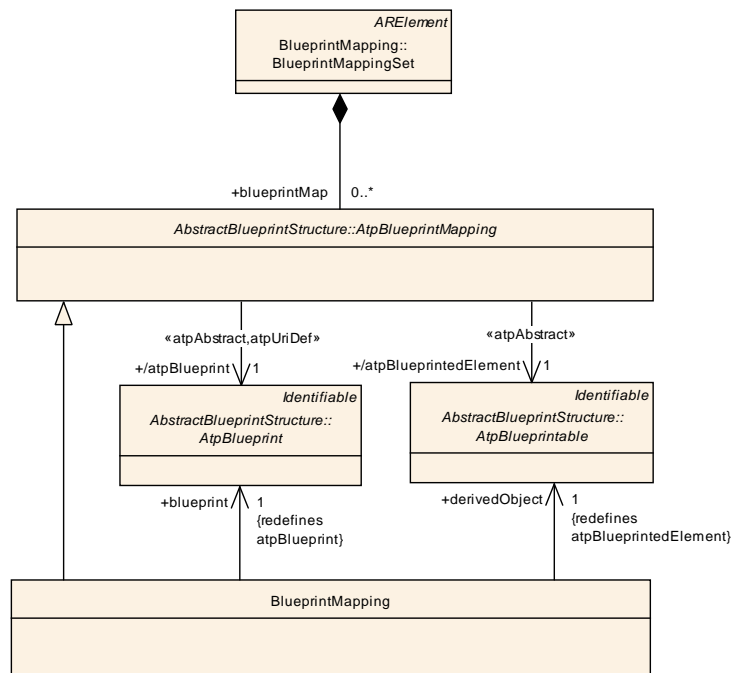 ARElement
BlueprintMapping::
BlueprintMappingSet
+blueprintMap 0..*
AbstractBlueprintStructure::AtpBlueprintMapping
«atpAbstract,atpUriDef»
«atpAbstract»
+/atpBlueprint 1
+/atpBlueprintedElement 1
Identifiable
AbstractBlueprintStructure::
AtpBlueprint
Identifiable
AbstractBlueprintStructure::
AtpBlueprintable
+blueprint 1
{redefines
atpBlueprint}
+derivedObject 1
{redefines
atpBlueprintedElement}
BlueprintMapping